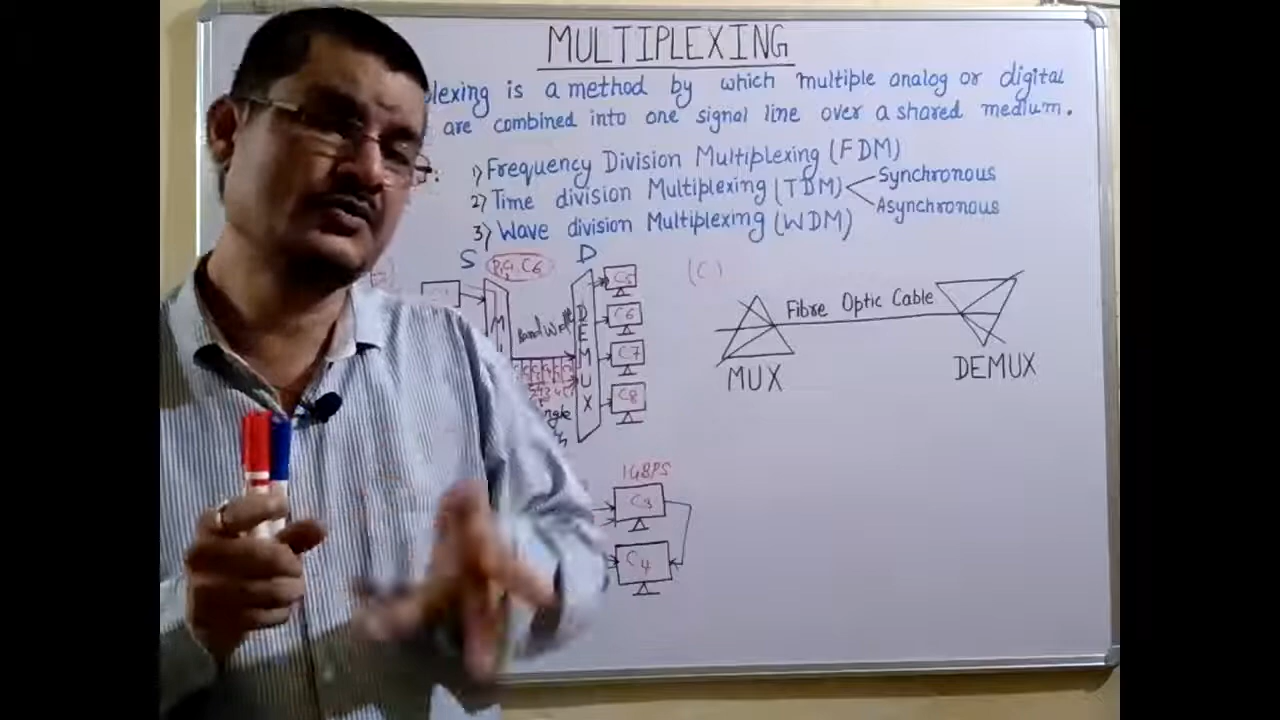 MULTIPLEXING
plexing is a method by which multiple analog or digital
are combined into one signal line over a shared medium.
1) Frequency Division Multiplexing (FDM)
2) Time division Multiplexing (TDM) Synchronous
Asynchronous
3) Wave division Multiplexing (WDM)
S D
C6 C5
(C)
Fibre Optic Cable
MUX DEMUX
DEMUX
C6
C7
C8
C3
C4